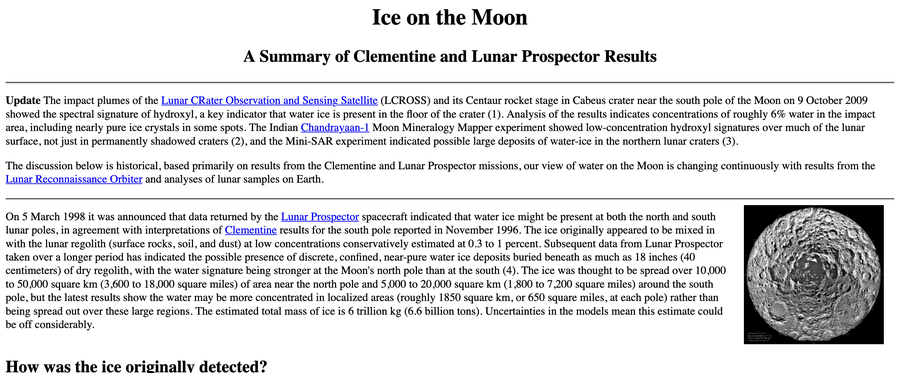 Ice on the Moon
A Summary of Clementine and Lunar Prospector Results
Update The impact plumes of the Lunar CRater Observation and Sensing Satellite (LCROSS) and its Centaur rocket stage in Cabeus crater near the south pole of the Moon on 9 October 2009
showed the spectral signature of hydroxyl, a key indicator that water ice is present in the floor of the crater (1). Analysis of the results indicates concentrations of roughly 6% water in the impact
area, including nearly pure ice crystals in some spots. The Indian Chandrayaan-1 Moon Mineralogy Mapper experiment showed low-concentration hydroxyl signatures over much of the lunar
surface, not just in permanently shadowed craters (2), and the Mini-SAR experiment indicated possible large deposits of water-ice in the northern lunar craters (3).
The discussion below is historical, based primarily on results from the Clementine and Lunar Prospector missions, our view of water on the Moon is changing continuously with results from the
Lunar Reconnaissance Orbiter and analyses of lunar samples on Earth.
On 5 March 1998 it was announced that data returned by the Lunar Prospector spacecraft indicated that water ice might be present at both the north and south
lunar poles, in agreement with interpretations of Clementine results for the south pole reported in November 1996. The ice originally appeared to be mixed in
with the lunar regolith (surface rocks, soil, and dust) at low concentrations conservatively estimated at 0.3 to 1 percent. Subsequent data from Lunar Prospector
taken over a longer period has indicated the possible presence of discrete, confined, near-pure water ice deposits buried beneath as much as 18 inches (40
centimeters) of dry regolith, with the water signature being stronger at the Moon's north pole than at the south (4). The ice was thought to be spread over 10,000
to 50,000 square km (3,600 to 18,000 square miles) of area near the north pole and 5,000 to 20,000 square km (1,800 to 7,200 square miles) around the south
pole, but the latest results show the water may be more concentrated in localized areas (roughly 1850 square km, or 650 square miles, at each pole) rather than
being spread out over these large regions. The estimated total mass of ice is 6 trillion kg (6.6 billion tons). Uncertainties in the models mean this estimate could
be off considerably.
How was the ice originally detected?